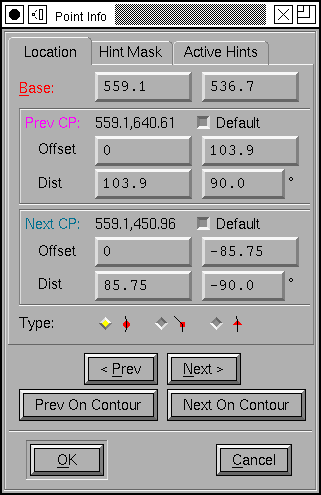 Point Info
Location Hint Mask Active Hints
Base: 559.1 536.7
Prev CP: 559.1,640.61 Default
Offset 0 103.9
Dist 103.9 90.0 °
Next CP: 559.1,450.96 Default
Offset 0 -85.75
Dist 85.75 -90.0 °
Type:
< Prev Next >
Prev On Contour Next On Contour
OK Cancel